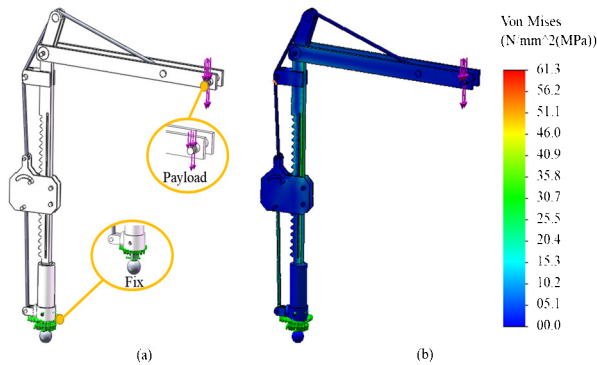 Von Mises
(N/mm^2(MPa))
61.3
56.2
51.1
46.0
40.9
35.8
30.7
25.5
20.4
15.3
10.2
05.1
00.0
Payload
Fix
(a)
(b)